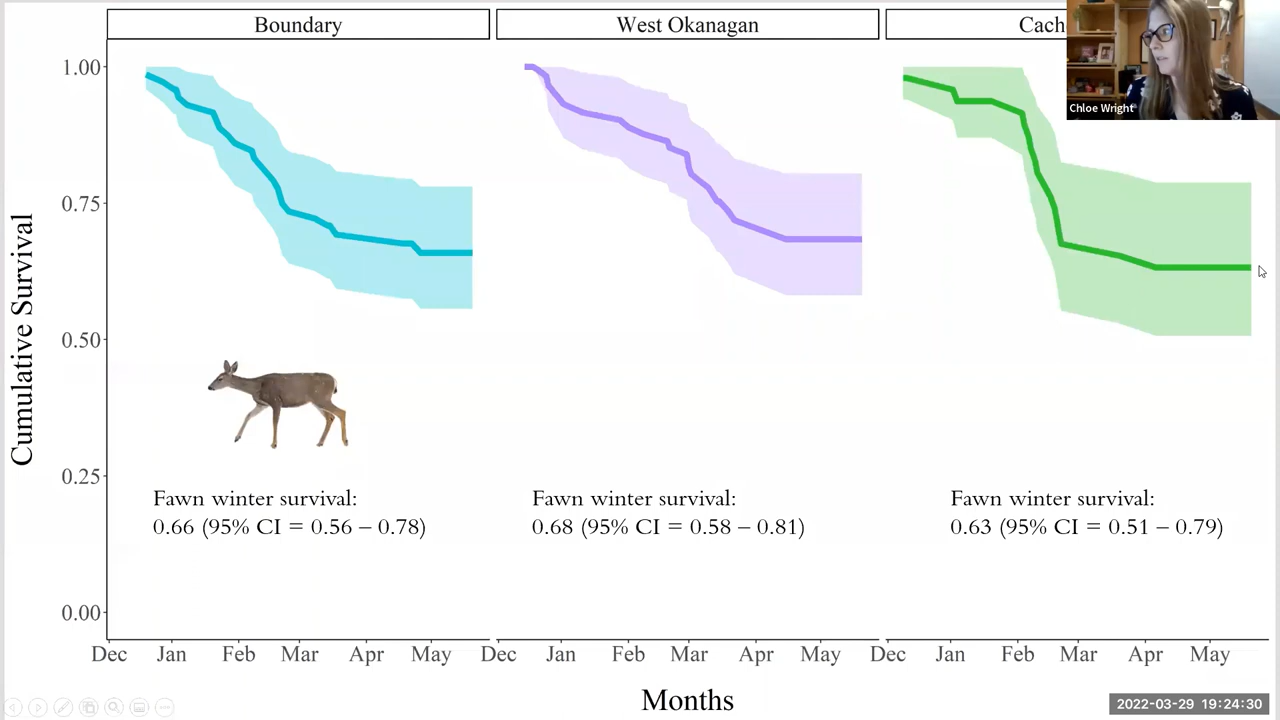 Boundary
West Okanagan
Cach
Chloe Wright
1.00
0.75
0.50
0.25
0.00
Cumulative Survival
Fawn winter survival:
0.66 (95% CI = 0.56 – 0.78)
Fawn winter survival:
0.68 (95% CI = 0.58 – 0.81)
Fawn winter survival:
0.63 (95% CI = 0.51 – 0.79)
Dec Jan Feb Mar Apr May
Dec Jan Feb Mar Apr May
Dec Jan Feb Mar Apr May
Months
2022-03-29 19:24:30